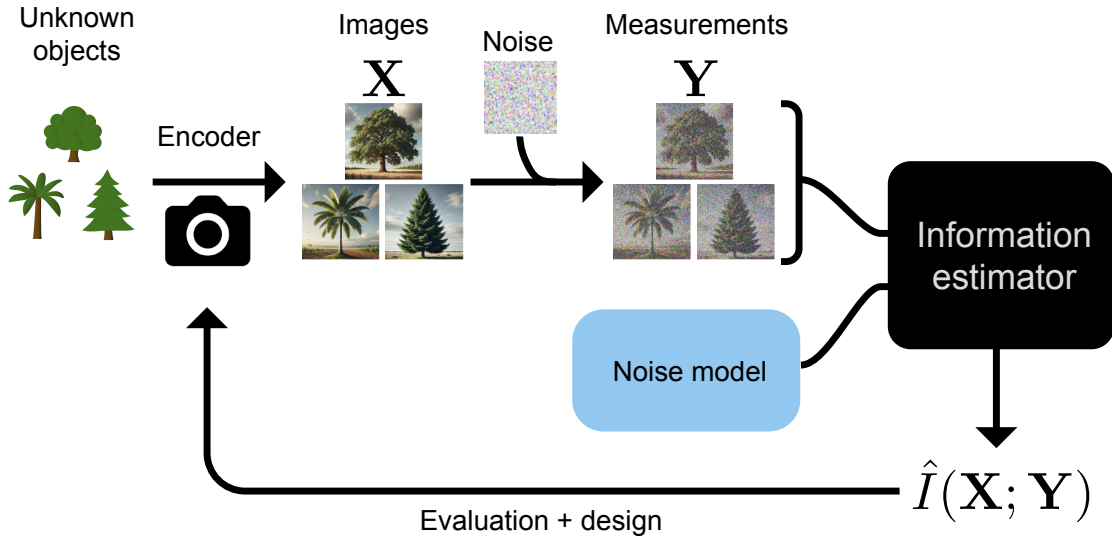 Unknown
objects
Encoder
Images
X
Noise
Measurements
Y
Information
estimator
Noise model
Î(X; Y)
Evaluation + design